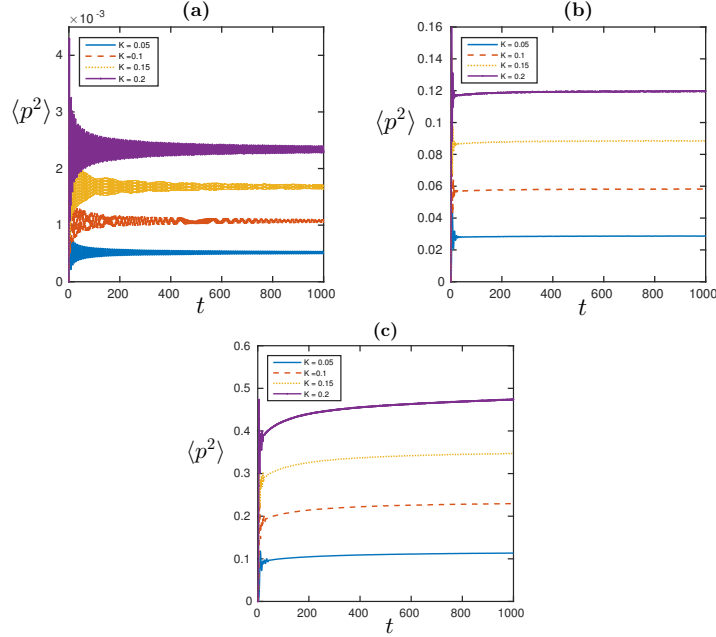 (a)
× 10⁻³
4
3
2
1
0
⟨p²⟩
K = 0.05
K =0.1
K = 0.15
K = 0.2
0 200 400 600 800 1000
t
(b)
0.16
0.14
0.12
0.10
0.08
0.06
0.04
0.02
0
⟨p²⟩
K = 0.05
K = 0.1
K = 0.15
K = 0.2
0 200 400 600 800 1000
t
(c)
0.6
0.5
0.4
0.3
0.2
0.1
0
⟨p²⟩
K = 0.05
K =0.1
K = 0.15
K = 0.2
0 200 400 600 800 1000
t